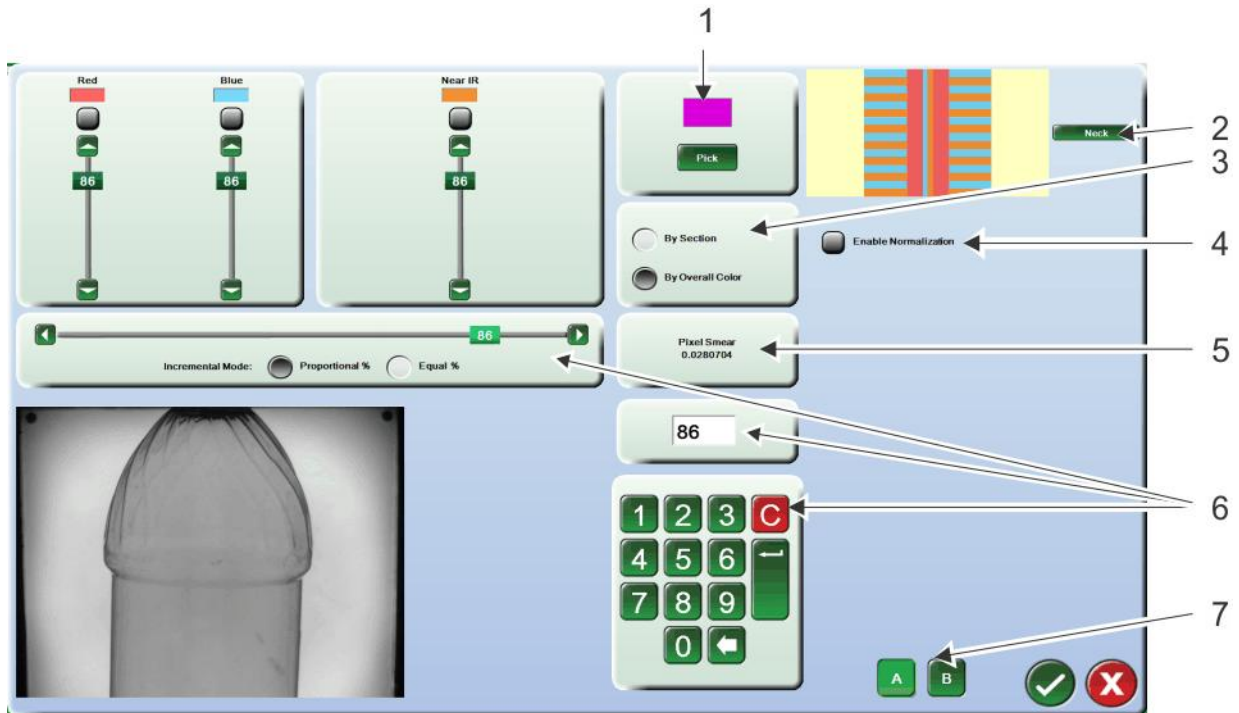 1
Red
Blue
Near IR
86
86
86
Pick
Neck
2
3
By Section
By Overall Color
Enable Normalization
4
86
Incremental Mode:
Proportional %
Equal %
Pixel Smear
0.0280704
5
86
1 2 3 C
4 5 6
7 8 9
0
6
7
A
B